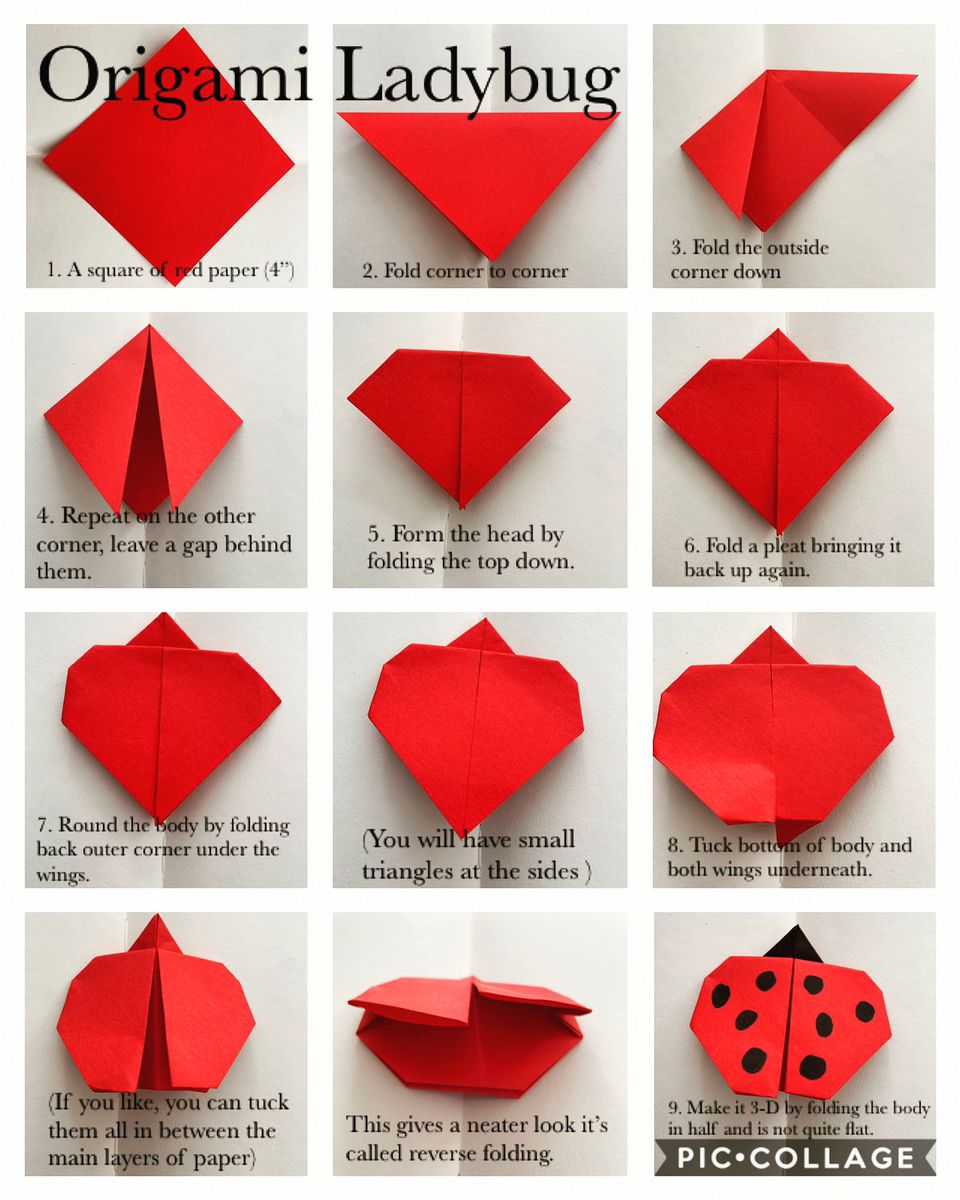 Origami Ladybug
1. A square of red paper (4”)
2. Fold corner to corner
3. Fold the outside
corner down
4. Repeat on the other
corner, leave a gap behind
them.
5. Form the head by
folding the top down.
6. Fold a pleat bringing it
back up again.
7. Round the body by folding
back outer corner under the
wings.
(You will have small
triangles at the sides )
8. Tuck bottom of body and
both wings underneath.
(If you like, you can tuck
them all in between the
main layers of paper)
This gives a neater look it’s
called reverse folding.
9. Make it 3-D by folding the body
in half and is not quite flat.
PIC•COLLAGE